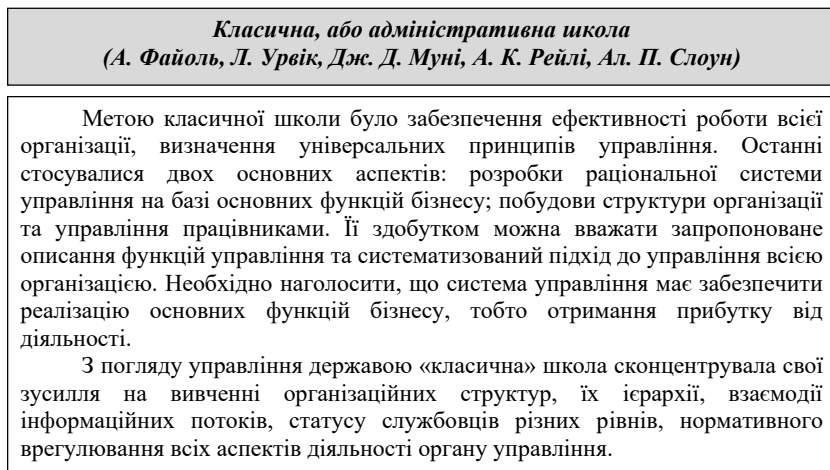 Класична, або адміністративна школа
(А. Файоль, Л. Урвік, Дж. Д. Муні, А. К. Рейлі, Ал. П. Слоун)
Метою класичної школи було забезпечення ефективності роботи всієї
організації, визначення універсальних принципів управління. Останні
стосувалися двох основних аспектів: розробки раціональної системи
управління на базі основних функцій бізнесу; побудови структури організації
та управління працівниками. Її здобутком можна вважати запропоноване
описання функцій управління та систематизований підхід до управління всією
організацією. Необхідно наголосити, що система управління має забезпечити
реалізацію основних функцій бізнесу, тобто отримання прибутку від
діяльності.
З погляду управління державою «класична» школа сконцентрувала свої
зусилля на вивченні організаційних структур, їх ієрархії, взаємодії
інформаційних потоків, статусу службовців різних рівнів, нормативного
врегулювання всіх аспектів діяльності органу управління.